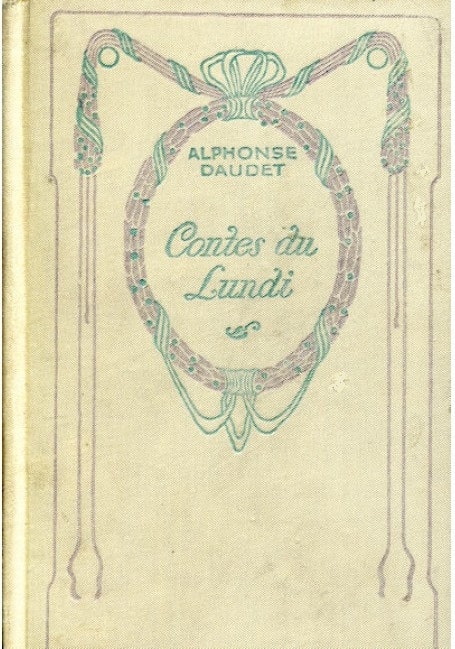 ALPHONSE
DAUDET
Contes du
Lundi